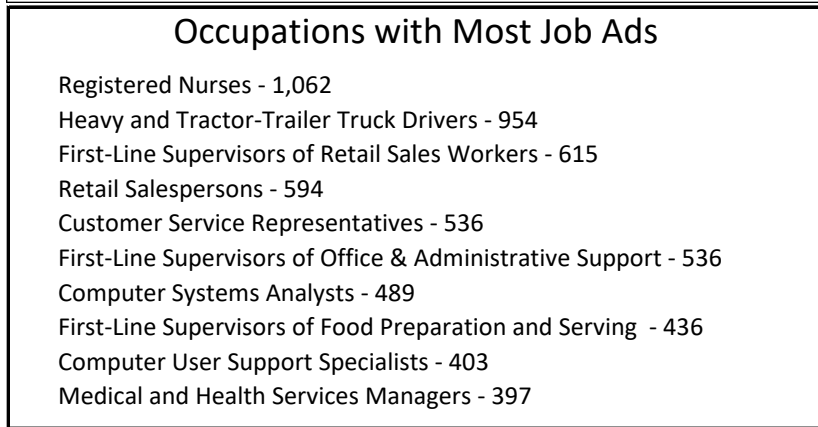 Occupations with Most Job Ads
Registered Nurses - 1,062
Heavy and Tractor-Trailer Truck Drivers - 954
First-Line Supervisors of Retail Sales Workers - 615
Retail Salespersons - 594
Customer Service Representatives - 536
First-Line Supervisors of Office & Administrative Support - 536
Computer Systems Analysts - 489
First-Line Supervisors of Food Preparation and Serving  - 436
Computer User Support Specialists - 403
Medical and Health Services Managers - 397